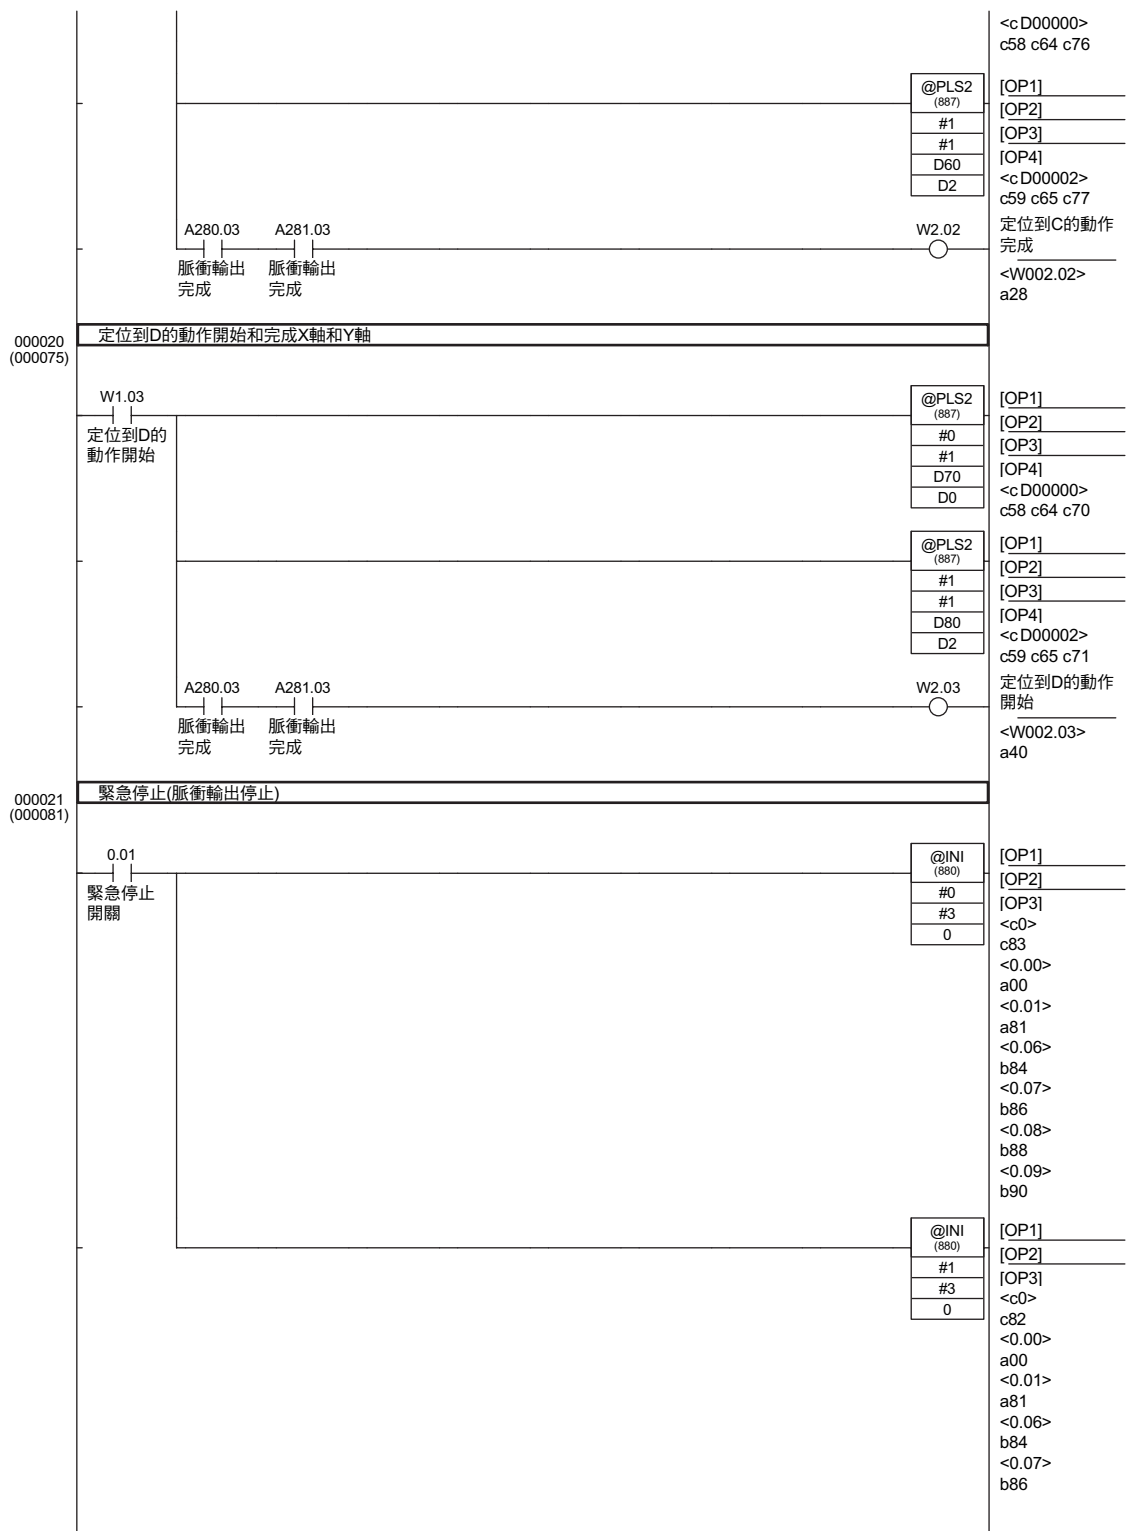 <cD00000>
c58 c64 c76
@PLS2
(887)
#1
#1
D60
D2
[OP1]
[OP2]
[OP3]
[OP4]
<cD00002>
c59 c65 c77
A280.03
A281.03
W2.02
脈衝輸出
完成
脈衝輸出
完成
定位到C的動作
完成
<W002.02>
a28
000020
(000075)
定位到D的動作開始和完成X軸和Y軸
W1.03
定位到D的
動作開始
@PLS2
(887)
#0
#1
D70
D0
[OP1]
[OP2]
[OP3]
[OP4]
<cD00000>
c58 c64 c70
@PLS2
(887)
#1
#1
D80
D2
[OP1]
[OP2]
[OP3]
[OP4]
<cD00002>
c59 c65 c71
A280.03
A281.03
W2.03
脈衝輸出
完成
脈衝輸出
完成
定位到D的動作
開始
<W002.03>
a40
000021
(000081)
緊急停止(脈衝輸出停止)
0.01
緊急停止
開關
@INI
(880)
#0
#3
0
[OP1]
[OP2]
[OP3]
<c0>
c83
<0.00>
a00
<0.01>
a81
<0.06>
b84
<0.07>
b86
<0.08>
b88
<0.09>
b90
@INI
(880)
#1
#3
0
[OP1]
[OP2]
[OP3]
<c0>
c82
<0.00>
a00
<0.01>
a81
<0.06>
b84
<0.07>
b86